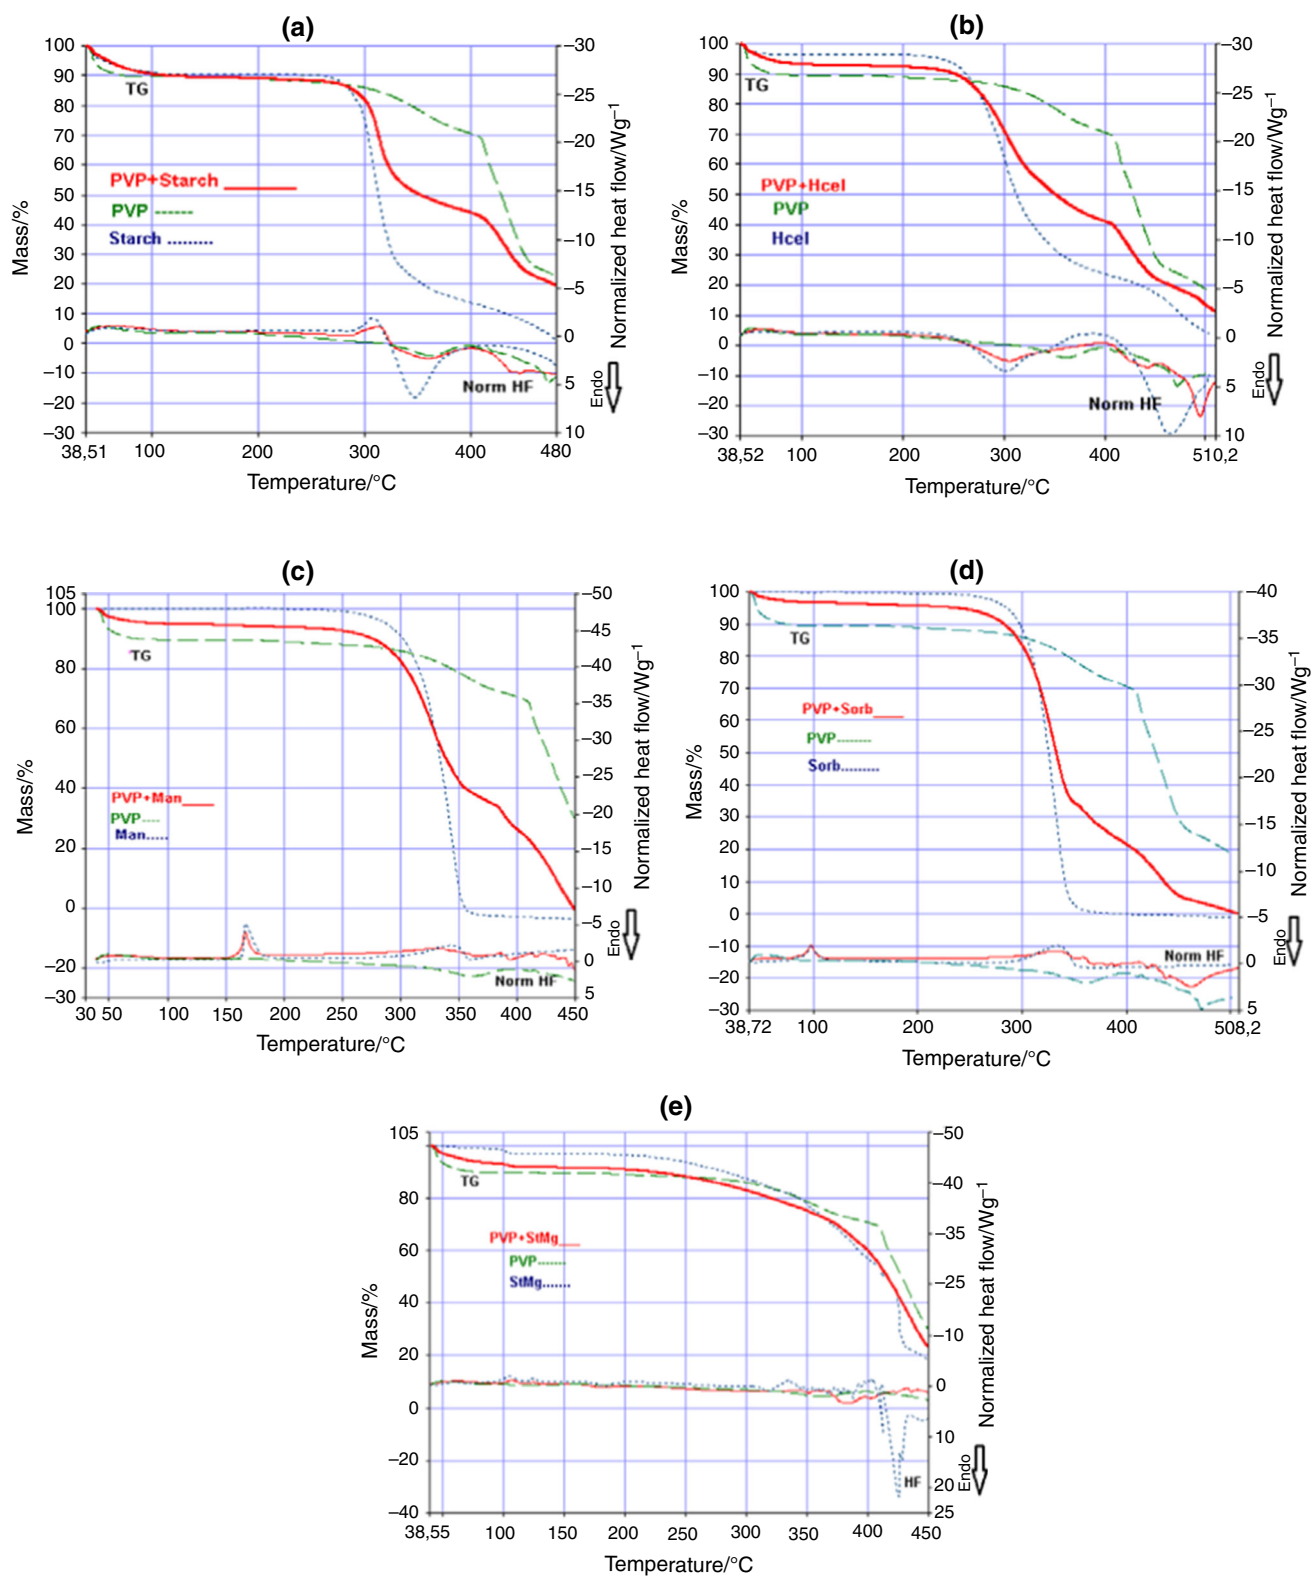 (a)
100
90
80
70
60
50
40
30
20
10
0
–10
–20
–30
Mass/%
TG
PVP+Starch
PVP ------
Starch .........
Norm HF
–30
–25
–20
–15
–10
–5
0
5
10
Normalized heat flow/Wg–1
Endo
38,51 100 200 300 400 480
Temperature/°C
(b)
100
90
80
70
60
50
40
30
20
10
0
–10
–20
–30
Mass/%
TG
PVP+Hcel
PVP
Hcel
Norm HF
–30
–25
–20
–15
–10
–5
0
5
10
Normalized heat flow/Wg–1
Endo
38,52 100 200 300 400 510,2
Temperature/°C
(c)
105
100
80
60
40
20
0
–20
–30
Mass/%
TG
PVP+Man
PVP----
Man.....
Norm HF
–50
–45
–40
–35
–30
–25
–20
–15
–10
–5
0
5
Normalized heat flow/Wg–1
Endo
30 50 100 150 200 250 300 350 400 450
Temperature/°C
(d)
100
90
80
70
60
50
40
30
20
10
0
–10
–20
–30
Mass/%
TG
PVP+Sorb
PVP--------
Sorb.........
Norm HF
–40
–35
–30
–25
–20
–15
–10
–5
0
5
Normalized heat flow/Wg–1
Endo
38,72 100 200 300 400 508,2
Temperature/°C
(e)
105
80
60
40
20
0
–20
–40
Mass/%
TG
PVP+StMg
PVP------
StMg.......
HF
–50
–40
–35
–25
–10
0
10
20
25
Normalized heat flow/Wg–1
Endo
38,55 100 150 200 250 300 350 400 450
Temperature/°C